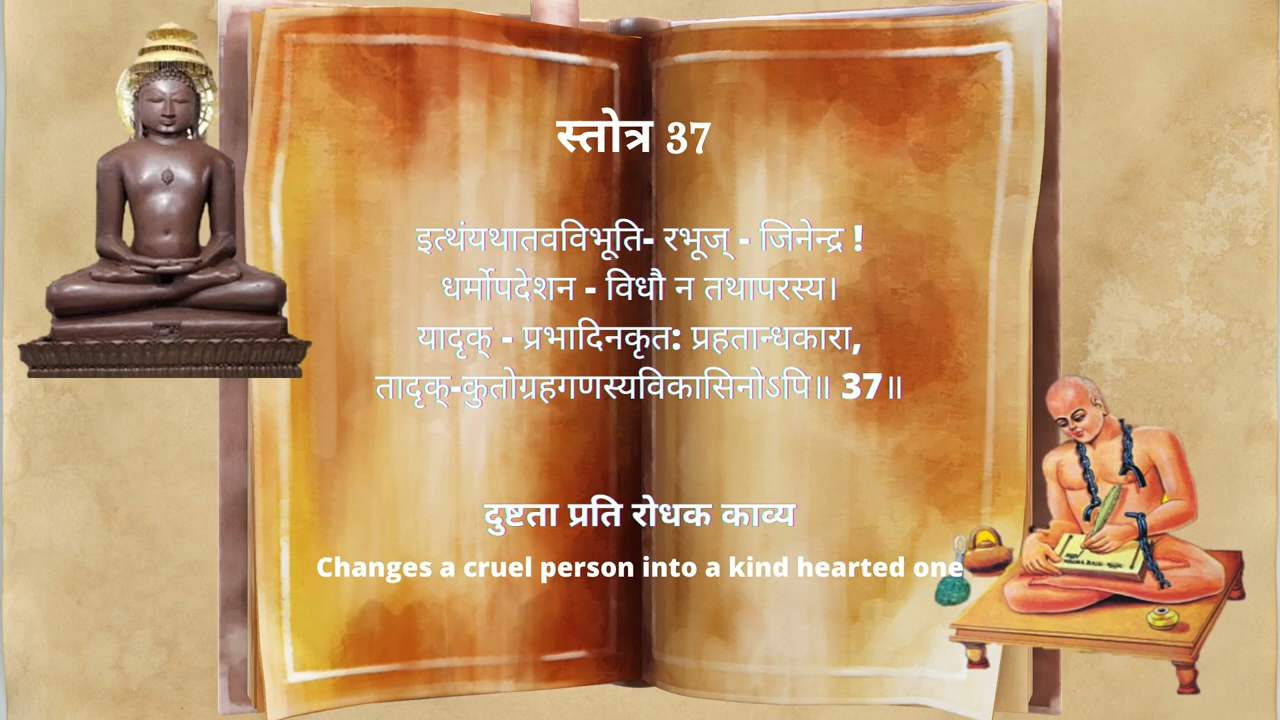 स्तोत्र 37
इत्थंयथातवविभूति- रभूज् - जिनेन्द्र !
धर्मोपदेशन - विधौ न तथापरस्य।
यादृक् - प्रभादिनकृत: प्रहतान्धकारा,
तादृक्-कुतोग्रहगणस्यविकासिनोऽपि॥ 37॥
दुष्टता प्रति रोधक काव्य
Changes a cruel person into a kind hearted one